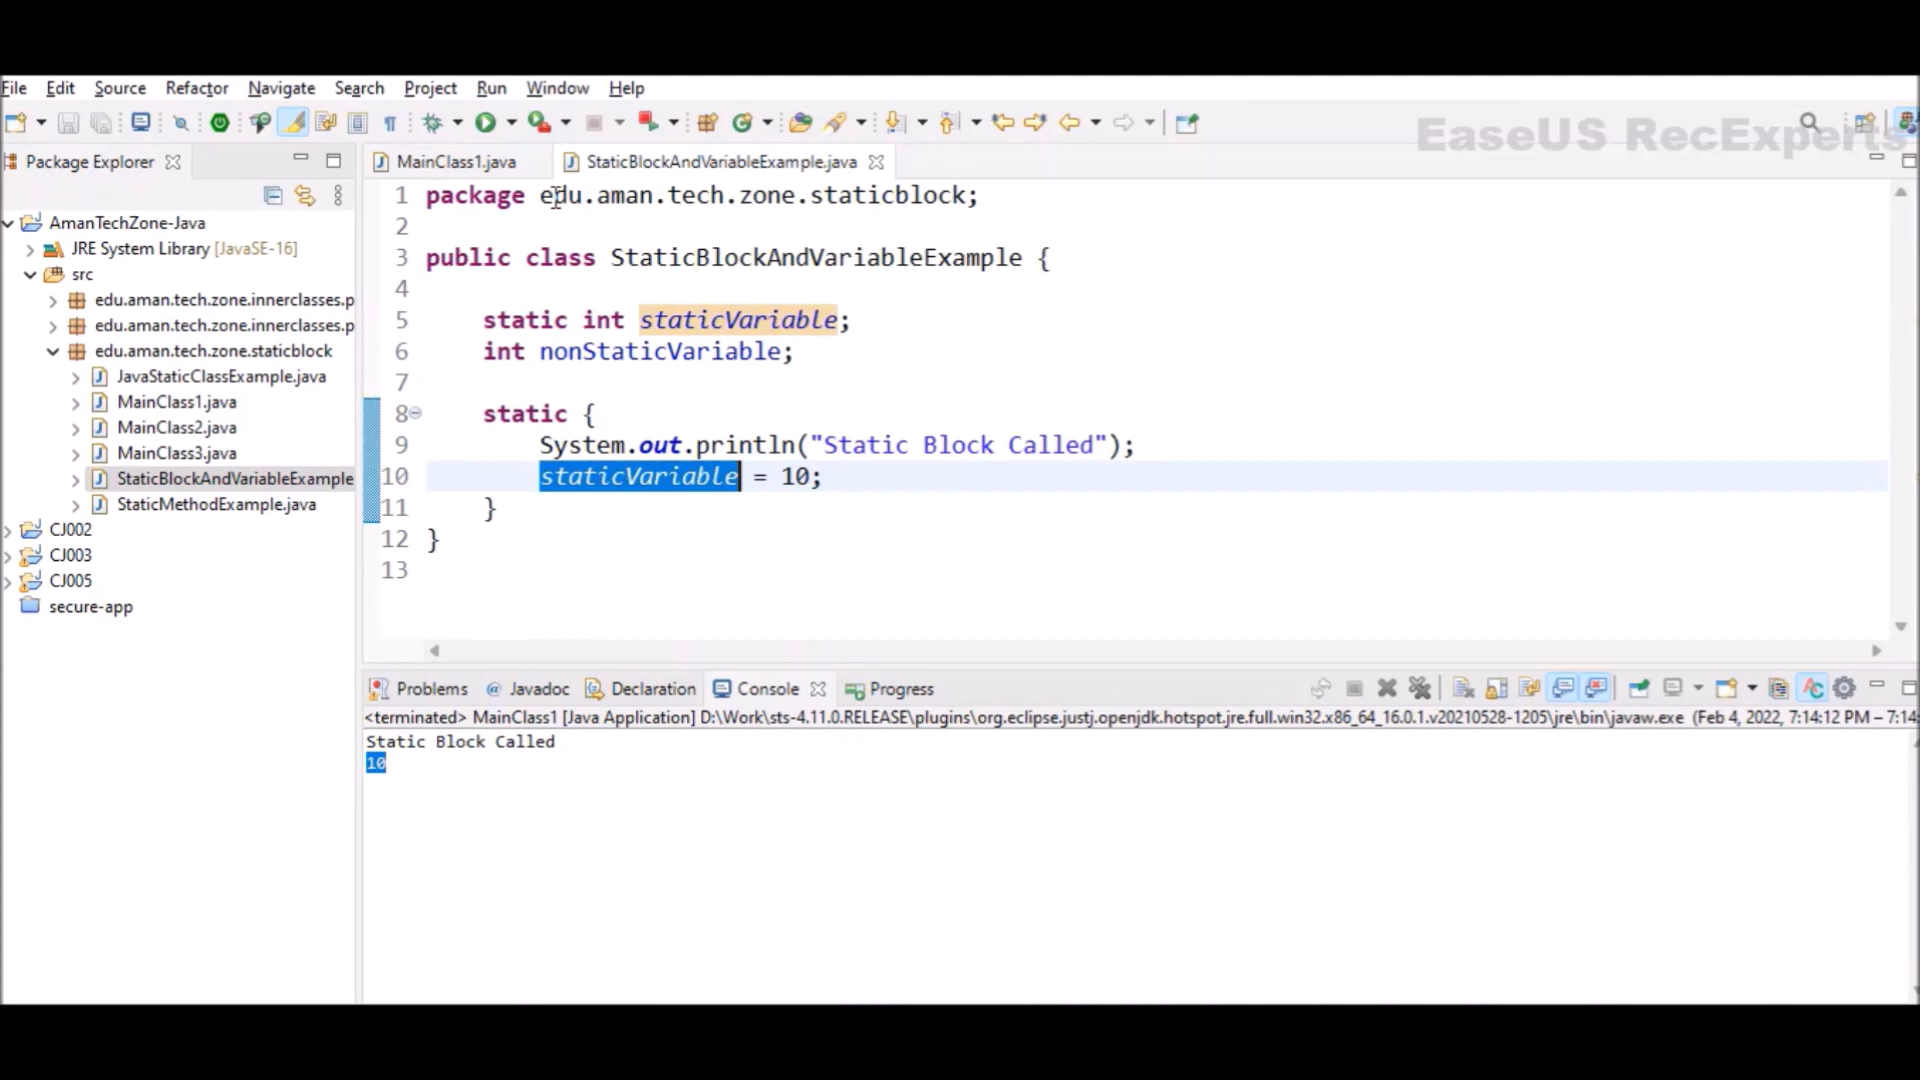 File Edit Source Refactor Navigate Search Project Run Window Help
EaseUS RecExperts
Package Explorer
MainClass1.java
StaticBlockAndVariableExample.java
AmanTechZone-Java
JRE System Library [JavaSE-16]
src
edu.aman.tech.zone.innerclasses.p
edu.aman.tech.zone.innerclasses.p
edu.aman.tech.zone.staticblock
JavaStaticClassExample.java
MainClass1.java
MainClass2.java
MainClass3.java
StaticBlockAndVariableExample
StaticMethodExample.java
CJ002
CJ003
CJ005
secure-app
1 package edu.aman.tech.zone.staticblock;
2
3 public class StaticBlockAndVariableExample {
4
5 static int staticVariable;
6 int nonStaticVariable;
7
8 static {
9 System.out.println("Static Block Called");
10 staticVariable = 10;
11 }
12 }
13
Problems @ Javadoc Declaration Console Progress
<terminated> MainClass1 [Java Application] D:\Work\sts-4.11.0.RELEASE\plugins\org.eclipse.justj.openjdk.hotspot.jre.full.win32.x86_64_16.0.1.v20210528-1205\jre\bin\javaw.exe (Feb 4, 2022, 7:14:12 PM – 7:14:
Static Block Called
10